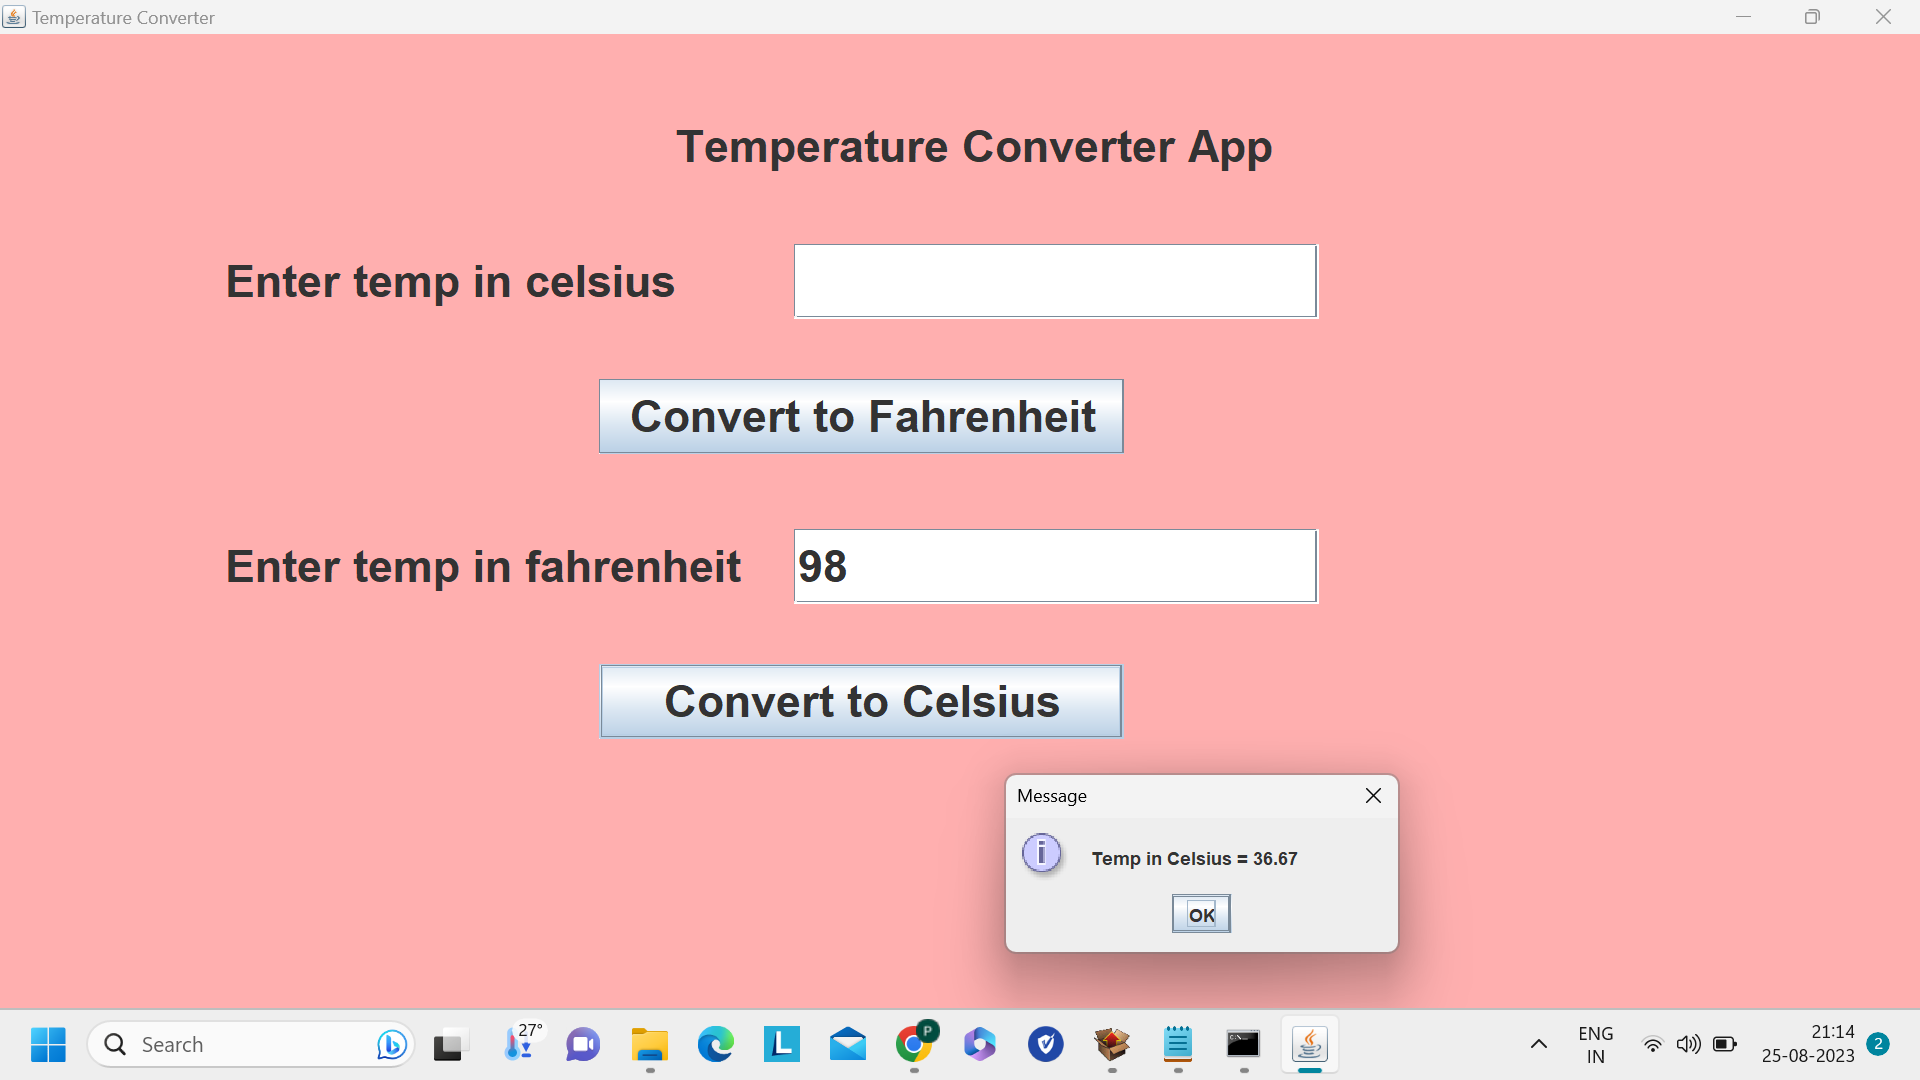 Temperature Converter
Temperature Converter App
Enter temp in celsius
Convert to Fahrenheit
Enter temp in fahrenheit
98
Convert to Celsius
Message
i
Temp in Celsius = 36.67
OK
Search
27°
L
P
ENG
IN
21:14
25-08-2023
2